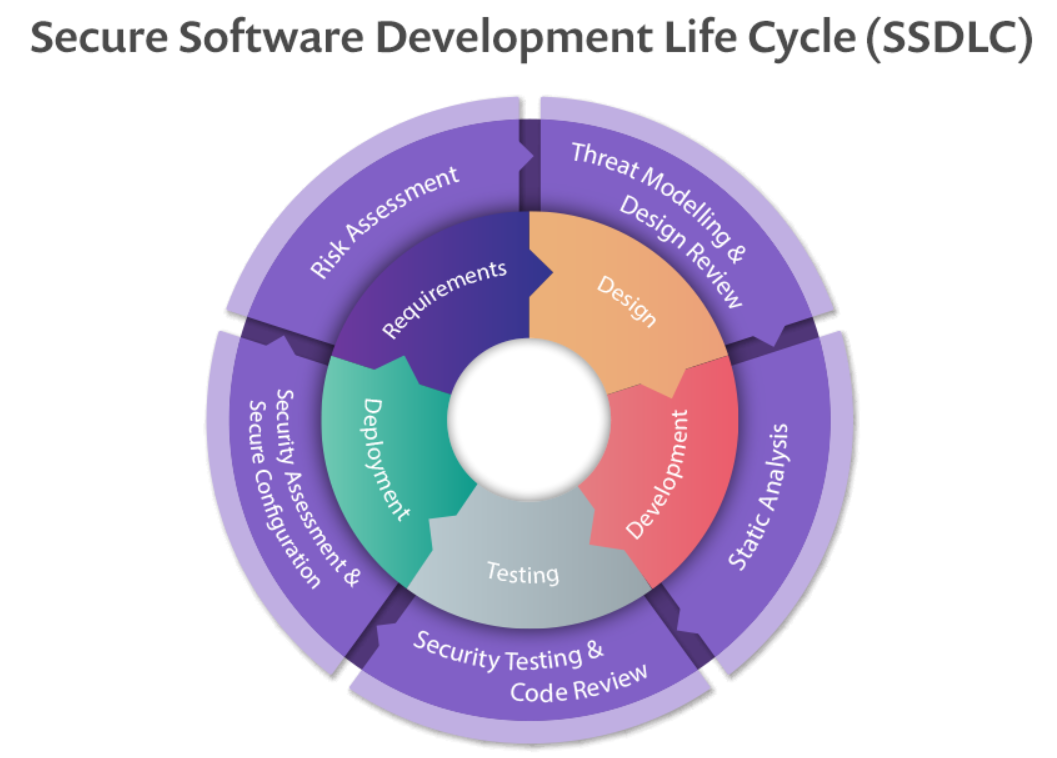 Secure Software Development Life Cycle (SSDLC)
Risk Assessment
Threat Modelling &
Design Review
Requirements
Design
Security Assessment &
Secure Configuration
Deployment
Development
Static Analysis
Testing
Security Testing &
Code Review